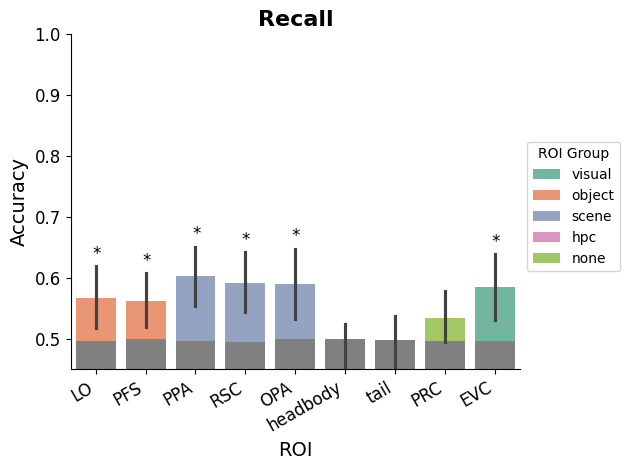 Recall
1.0
0.9
0.8
0.7
0.6
0.5
Accuracy
* * * * * *
LO PFS PPA RSC OPA headbody tail PRC EVC
ROI
ROI Group
visual
object
scene
hpc
none